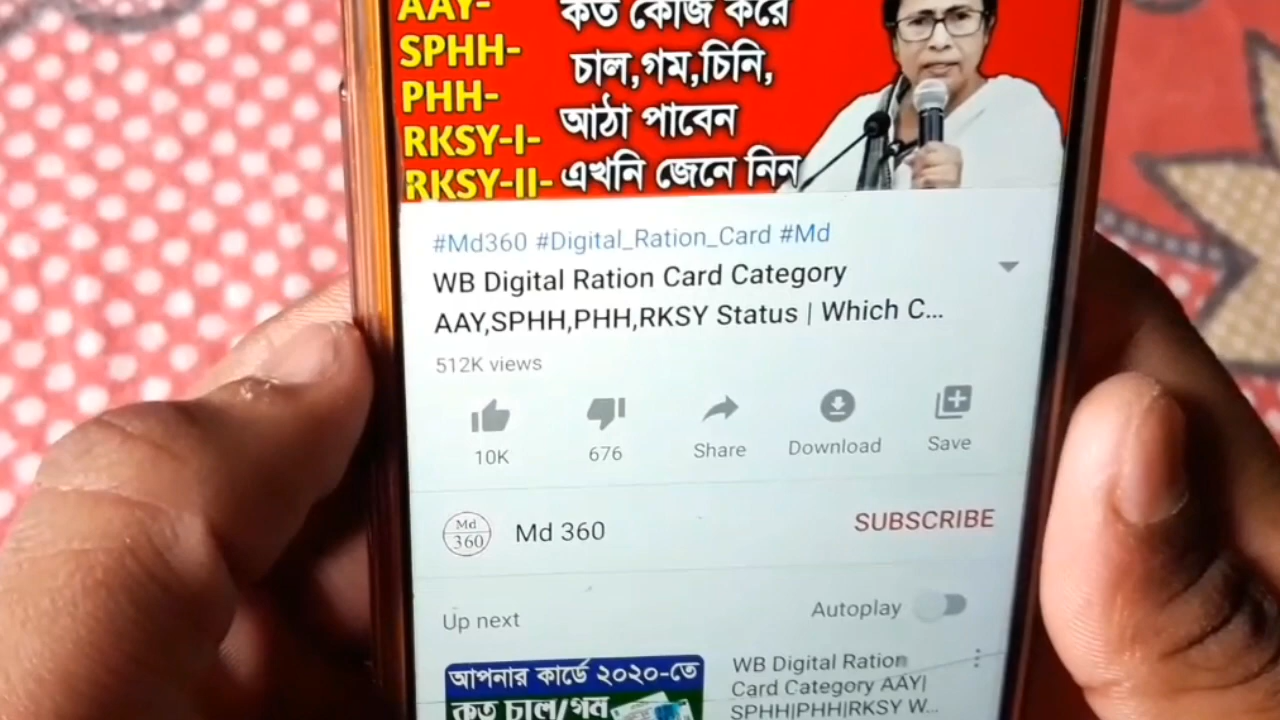 AAY-
SPHH-
PHH-
RKSY-I-
RKSY-II-
কত কেজি করে
চাল,গম,চিনি,
আঠা পাবেন
এখনি জেনে নিন
#Md360 #Digital_Ration_Card #Md
WB Digital Ration Card Category
AAY,SPHH,PHH,RKSY Status | Which C...
512K views
10K
676
Share
Download
Save
Md
360
Md 360
SUBSCRIBE
Up next
Autoplay
আপনার কার্ডে ২০২০-তে
কত চাল/গম
WB Digital Ration
Card Category AAY|
SPHH|PHH|RKSY W...